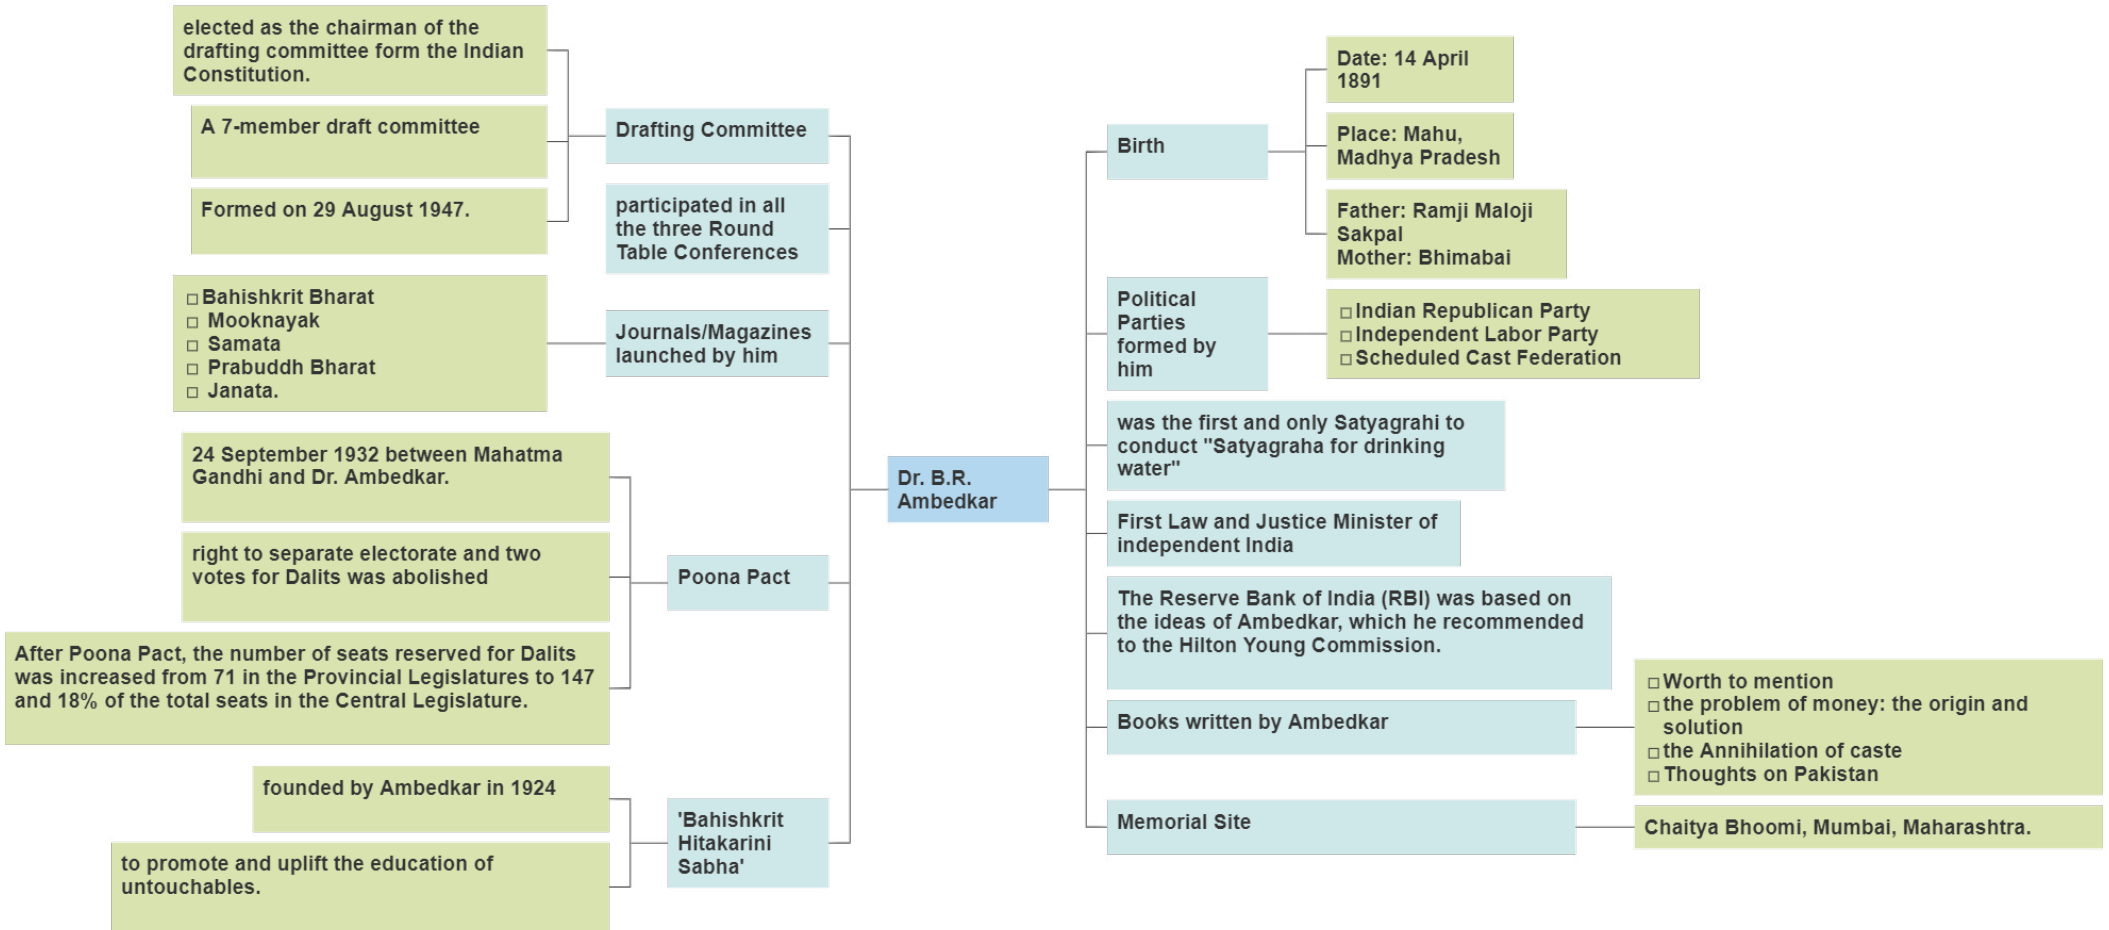 elected as the chairman of the
drafting committee form the Indian
Constitution.
A 7-member draft committee
Formed on 29 August 1947.
Drafting Committee
participated in all
the three Round
Table Conferences
□ Bahishkrit Bharat
□ Mooknayak
□ Samata
□ Prabuddh Bharat
□ Janata.
Journals/Magazines
launched by him
24 September 1932 between Mahatma
Gandhi and Dr. Ambedkar.
right to separate electorate and two
votes for Dalits was abolished
After Poona Pact, the number of seats reserved for Dalits
was increased from 71 in the Provincial Legislatures to 147
and 18% of the total seats in the Central Legislature.
Poona Pact
founded by Ambedkar in 1924
to promote and uplift the education of
untouchables.
'Bahishkrit
Hitakarini
Sabha'
Dr. B.R.
Ambedkar
Birth
Date: 14 April
1891
Place: Mahu,
Madhya Pradesh
Father: Ramji Maloji
Sakpal
Mother: Bhimabai
Political
Parties
formed by
him
□ Indian Republican Party
□ Independent Labor Party
□ Scheduled Cast Federation
was the first and only Satyagrahi to
conduct "Satyagraha for drinking
water"
First Law and Justice Minister of
independent India
The Reserve Bank of India (RBI) was based on
the ideas of Ambedkar, which he recommended
to the Hilton Young Commission.
Books written by Ambedkar
□ Worth to mention
□ the problem of money: the origin and
solution
□ the Annihilation of caste
□ Thoughts on Pakistan
Memorial Site
Chaitya Bhoomi, Mumbai, Maharashtra.